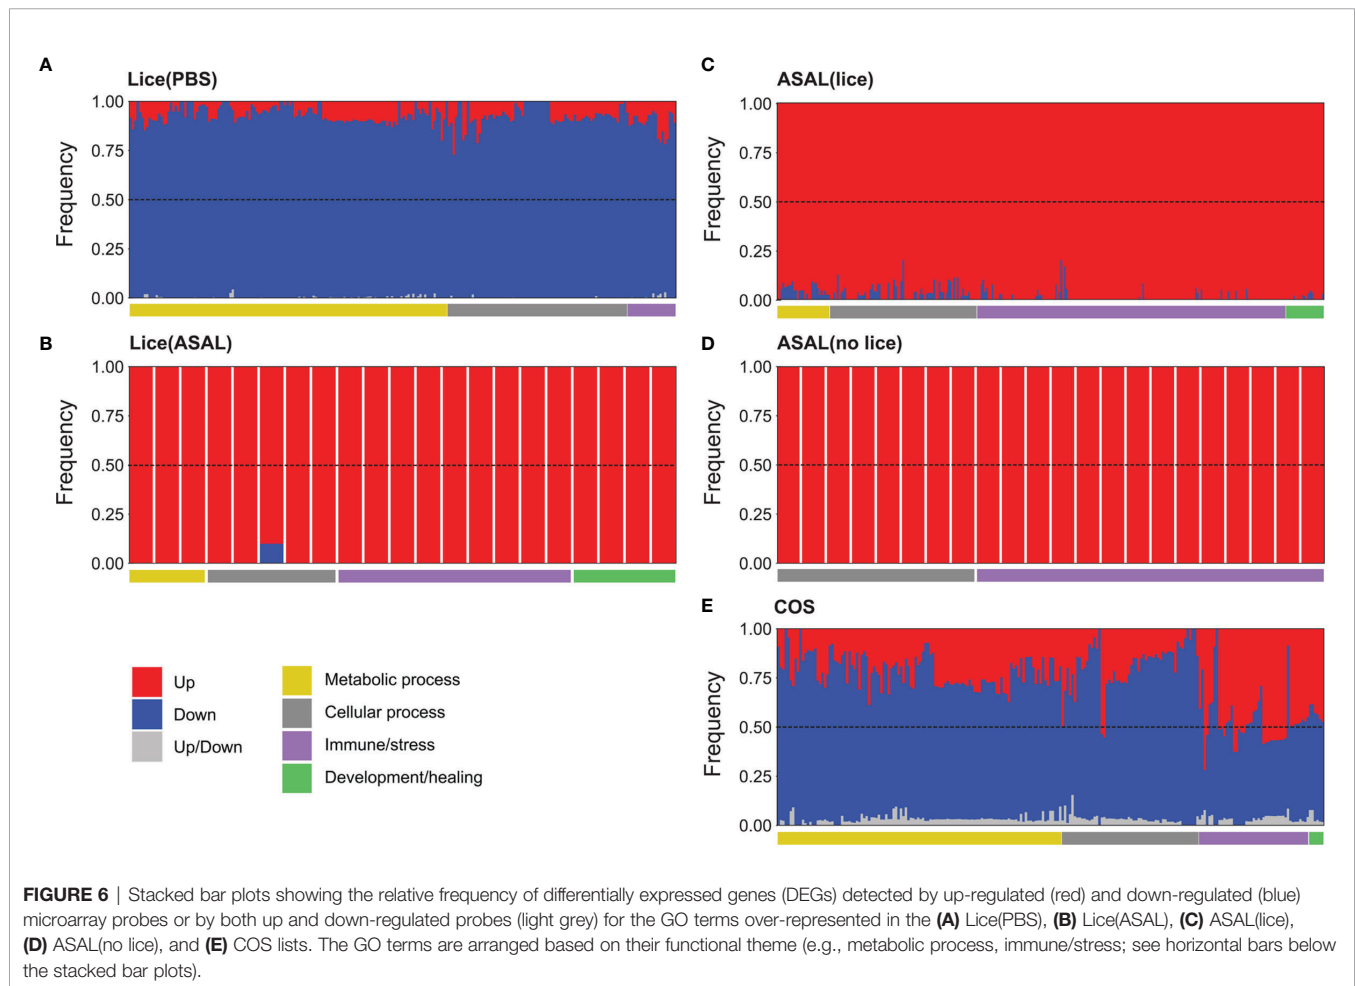 A
Lice(PBS)
Frequency
1.00
0.75
0.50
0.25
0.00
B
Lice(ASAL)
Frequency
1.00
0.75
0.50
0.25
0.00
C
ASAL(lice)
Frequency
1.00
0.75
0.50
0.25
0.00
D
ASAL(no lice)
Frequency
1.00
0.75
0.50
0.25
0.00
E
COS
Frequency
1.00
0.75
0.50
0.25
0.00
Up
Down
Up/Down
Metabolic process
Cellular process
Immune/stress
Development/healing
FIGURE 6 | Stacked bar plots showing the relative frequency of differentially expressed genes (DEGs) detected by up-regulated (red) and down-regulated (blue)
microarray probes or by both up and down-regulated probes (light grey) for the GO terms over-represented in the (A) Lice(PBS), (B) Lice(ASAL), (C) ASAL(lice),
(D) ASAL(no lice), and (E) COS lists. The GO terms are arranged based on their functional theme (e.g., metabolic process, immune/stress; see horizontal bars below
the stacked bar plots).